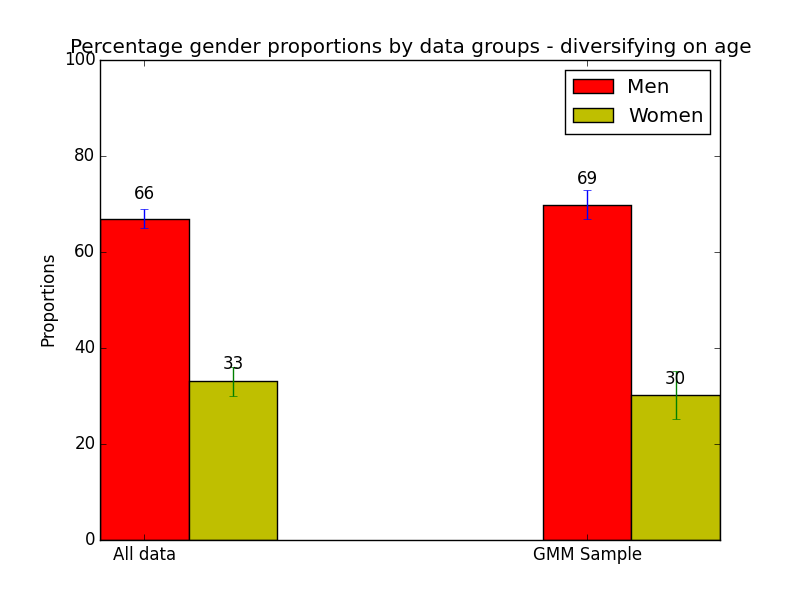 Percentage gender proportions by data groups - diversifying on age
100
80
60
40
20
0
Proportions
Men
Women
66
33
69
30
All data
GMM Sample